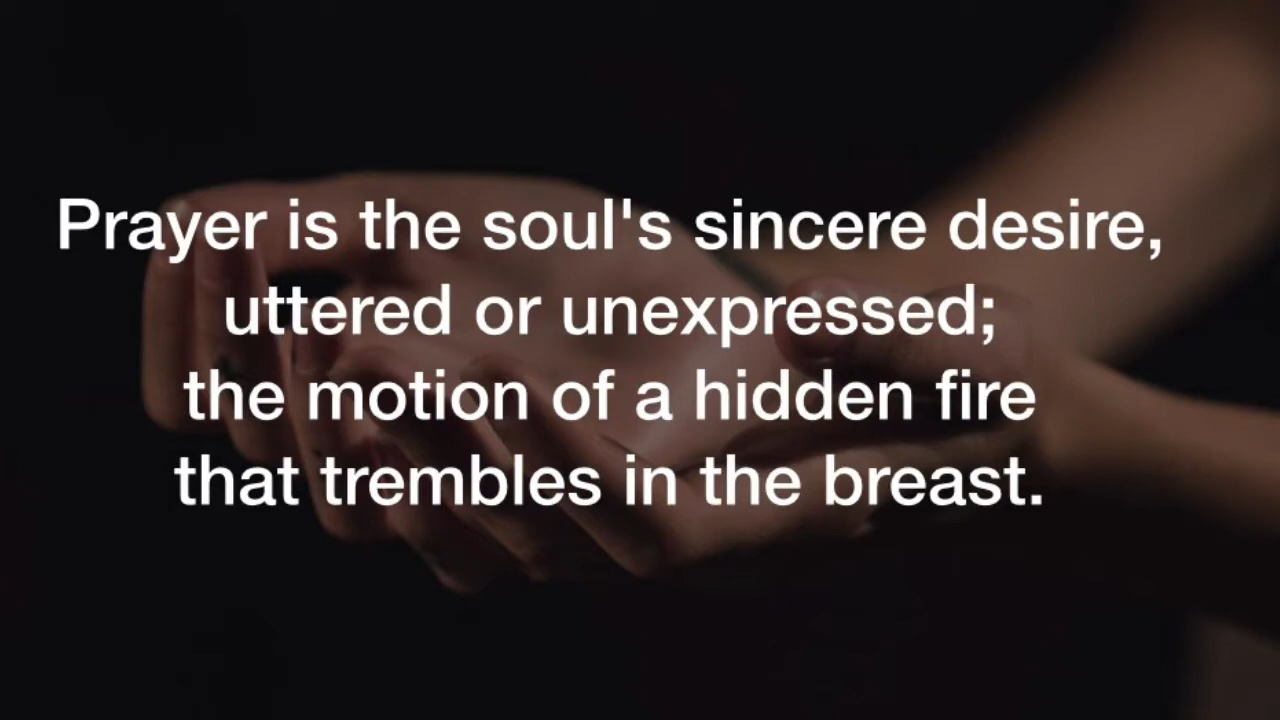 Prayer is the soul's sincere desire,
uttered or unexpressed;
the motion of a hidden fire
that trembles in the breast.